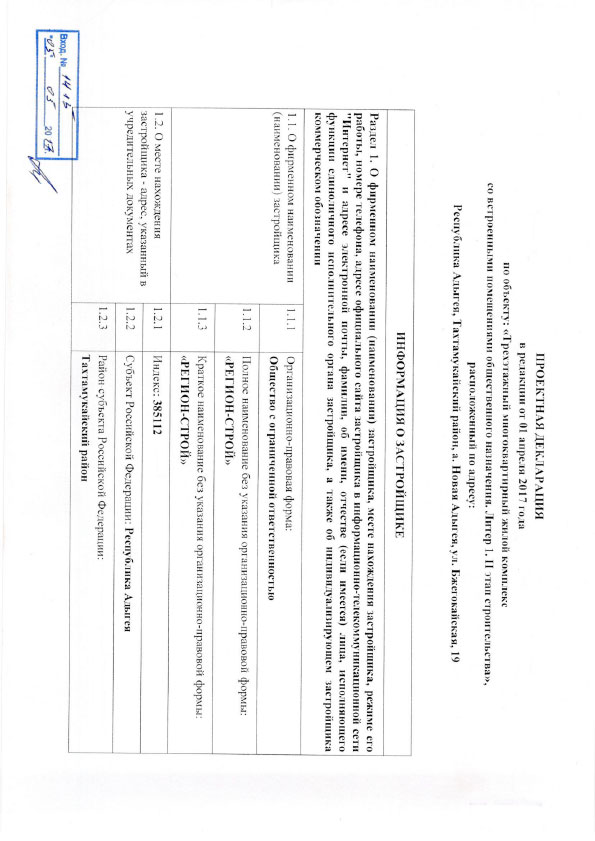 ПРОЕКТНАЯ ДЕКЛАРАЦИЯ
в редакции от 01 апреля 2017 года
по объекту: «Трехэтажный многоквартирный жилой комплекс
со встроенными помещениями общественного назначения. Литер 1. II этап строительства»,
расположенный по адресу:
Республика Адыгея, Тахтамукайский район, а. Новая Адыгея, ул. Бжегокайская, 19
ИНФОРМАЦИЯ О ЗАСТРОЙЩИКЕ
Раздел 1. О фирменном наименовании (наименовании) застройщика, месте нахождения застройщика, режиме его
работы, номере телефона, адресе официального сайта застройщика в информационно-телекоммуникационной сети
"Интернет" и адресе электронной почты, фамилии, об имени, отчестве (если имеется) лица, исполняющего
функции единоличного исполнительного органа застройщика, а также об индивидуализирующем застройщика
коммерческом обозначении
1.1. О фирменном наименовании
(наименовании) застройщика
1.1.1
Организационно-правовая форма:
Общество с ограниченной ответственностью
1.1.2
Полное наименование без указания организационно-правовой формы:
«РЕГИОН-СТРОЙ»
1.1.3
Краткое наименование без указания организационно-правовой формы:
«РЕГИОН-СТРОЙ»
1.2. О месте нахождения
застройщика - адрес, указанный в
учредительных документах
1.2.1
Индекс: 385112
1.2.2
Субъект Российской Федерации: Республика Адыгея
1.2.3
Район субъекта Российской Федерации:
Тахтамукайский район
Вход. №
"05" 05 2017.